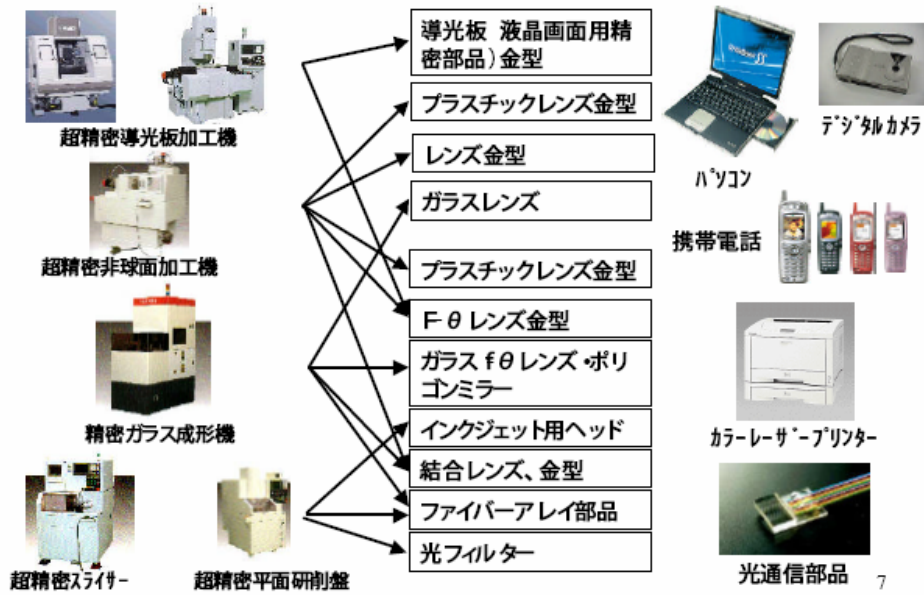 超精密導光板加工機
超精密非球面加工機
精密ガラス成形機
超精密スライサー
超精密平面研削盤
導光板 液晶画面用精
密部品）金型
プラスチックレンズ金型
レンズ金型
ガラスレンズ
プラスチックレンズ金型
F-θレンズ金型
ガラスfθレンズ・ポリ
ゴンミラー
インクジェット用ヘッド
結合レンズ、金型
ファイバーアレイ部品
光フィルター
パソコン
デジタルカメラ
携帯電話
カラーレーザープリンター
光通信部品
7